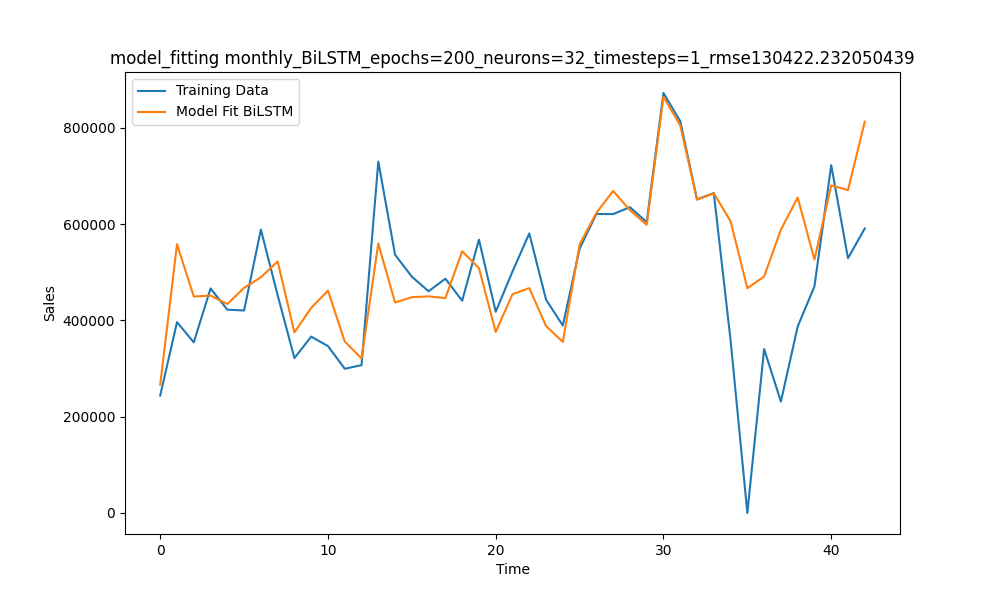 model_fitting monthly_BiLSTM_epochs=200_neurons=32_timesteps=1_rmse130422.232050439
Training Data
Model Fit BiLSTM
800000
600000
400000
200000
0
Sales
0 10 20 30 40
Time